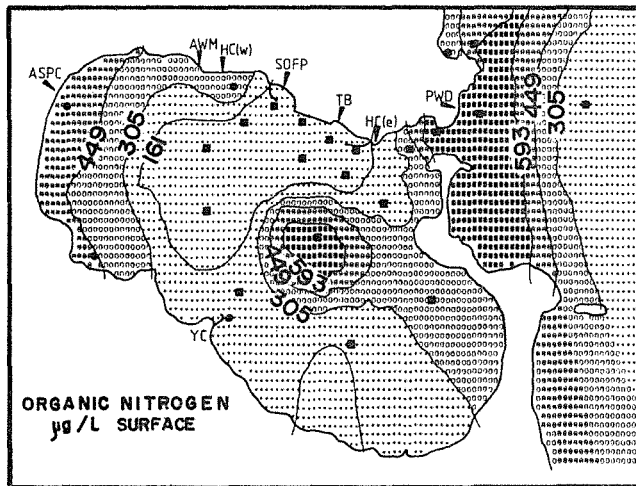 AWM
HC(w)
ASPC
SOFP
TB
PWD
HC(e)
449
305
161
593
449
305
593
449
305
YC
ORGANIC NITROGEN
µg/L SURFACE